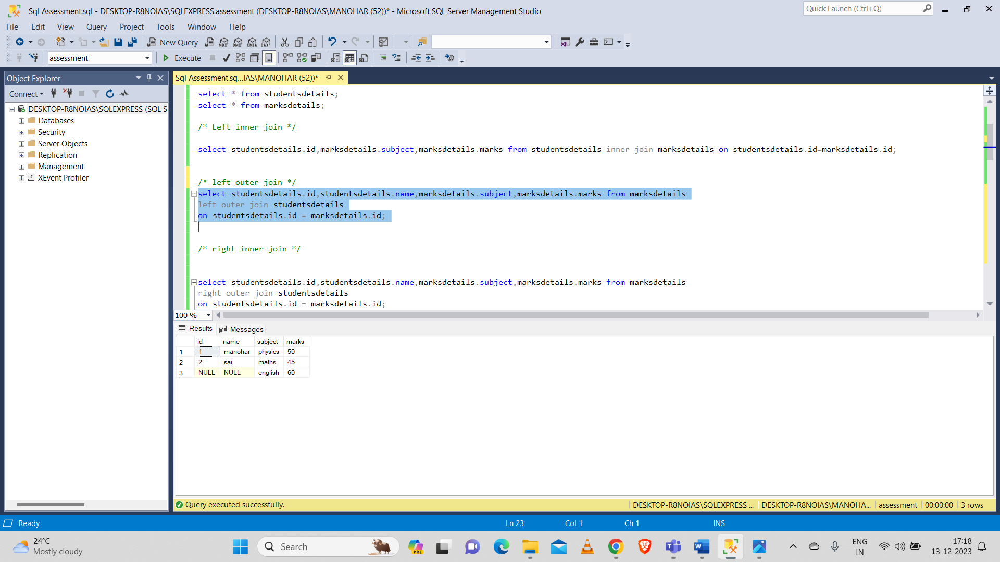 Sql Assessment.sql - DESKTOP-R8NOIAS\SQLEXPRESS.assessment (DESKTOP-R8NOIAS\MANOHAR (52))* - Microsoft SQL Server Management Studio
Quick Launch (Ctrl+Q)
File Edit View Query Project Tools Window Help
New Query MDX DMX XMLA DAX
assessment Execute
Object Explorer
Sql Assessment.sq...IAS\MANOHAR (52))*
Connect
DESKTOP-R8NOIAS\SQLEXPRESS (SQL S
Databases
Security
Server Objects
Replication
Management
XEvent Profiler
select * from studentsdetails;
select * from marksdetails;
/* Left inner join */
select studentsdetails.id,marksdetails.subject,marksdetails.marks from studentsdetails inner join marksdetails on studentsdetails.id=marksdetails.id;
/* left outer join */
select studentsdetails.id,studentsdetails.name,marksdetails.subject,marksdetails.marks from marksdetails
left outer join studentsdetails
on studentsdetails.id = marksdetails.id;
/* right inner join */
select studentsdetails.id,studentsdetails.name,marksdetails.subject,marksdetails.marks from marksdetails
right outer join studentsdetails
on studentsdetails.id = marksdetails.id;
100 %
Results Messages
id name subject marks
1 1 manohar physics 50
2 2 sai maths 45
3 NULL NULL english 60
Query executed successfully. DESKTOP-R8NOIAS\SQLEXPRESS ... DESKTOP-R8NOIAS\MANOHA... assessment 00:00:00 3 rows
Ready Ln 23 Col 1 Ch 1 INS
24°C
Mostly cloudy
Search
PRE
ENG
IN
17:18
13-12-2023